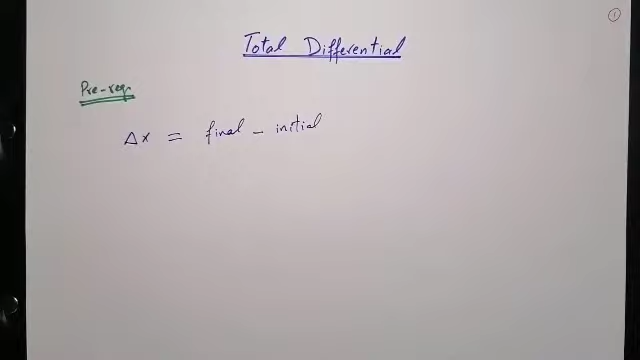 ①
Total Differential
Pre-req.
Δx = final - initial